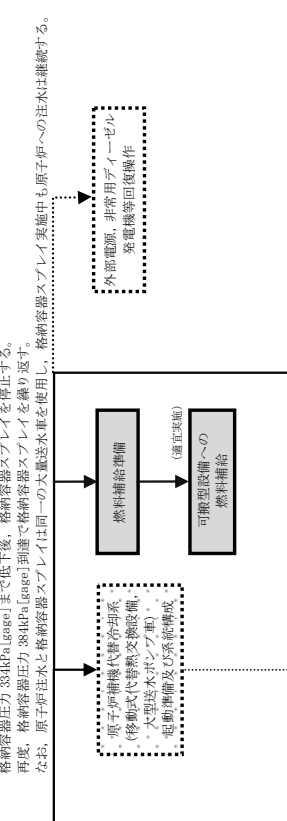 格納容器圧力 334kPa[gage]まで低下後,格納容器スプレイを停止する。
再度,格納容器圧力 384kPa[gage]到達で格納容器スプレイを繰り返す。
なお,原子炉注水と格納容器スプレイは同一の大量送水車を使用し,格納容器スプレイ実施中も原子炉への注水は継続する。
原子炉補機代替冷却系
(移動式代替熱交換設備,
大型送水ポンプ車)
起動準備及び系統構成
燃料補給準備
(適宜実施)
可搬型設備への
燃料補給
外部電源,非常用ディーゼル
発電機等回復操作